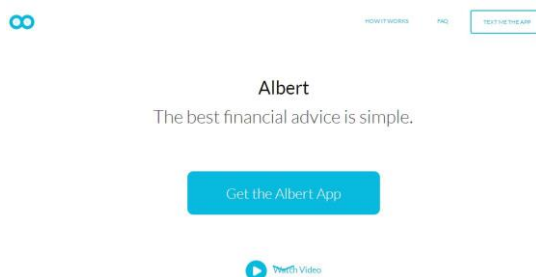 HOW IT WORKS
FAQ
TEXT ME THE APP
Albert
The best financial advice is simple.
Get the Albert App
Watch Video